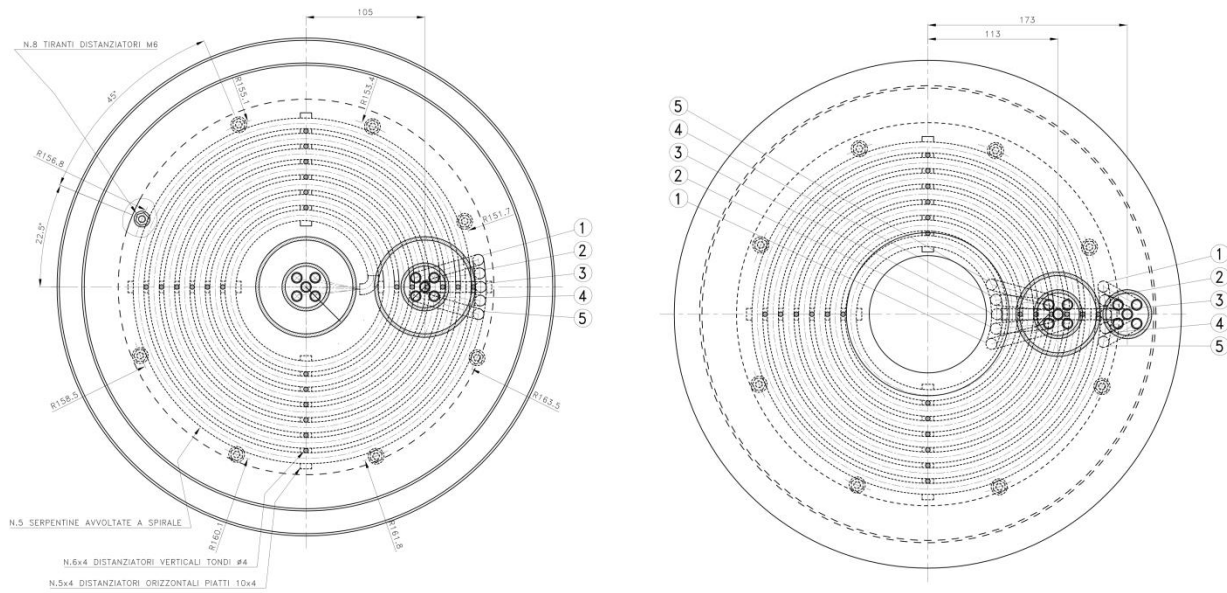 105
N.8 TIRANTI DISTANZIATORI M6
45°
R155.1
R153.4
R156.8
22.5°
R151.7
1
2
3
4
5
R158.5
R163.5
R160.1
R161.8
N.5 SERPENTINE AVVOLTATE A SPIRALE
N.6x4 DISTANZIATORI VERTICALI TONDI ø4
N.5x4 DISTANZIATORI ORIZZONTALI PIATTI 10x4
173
113
5
4
3
2
1
1
2
3
4
5